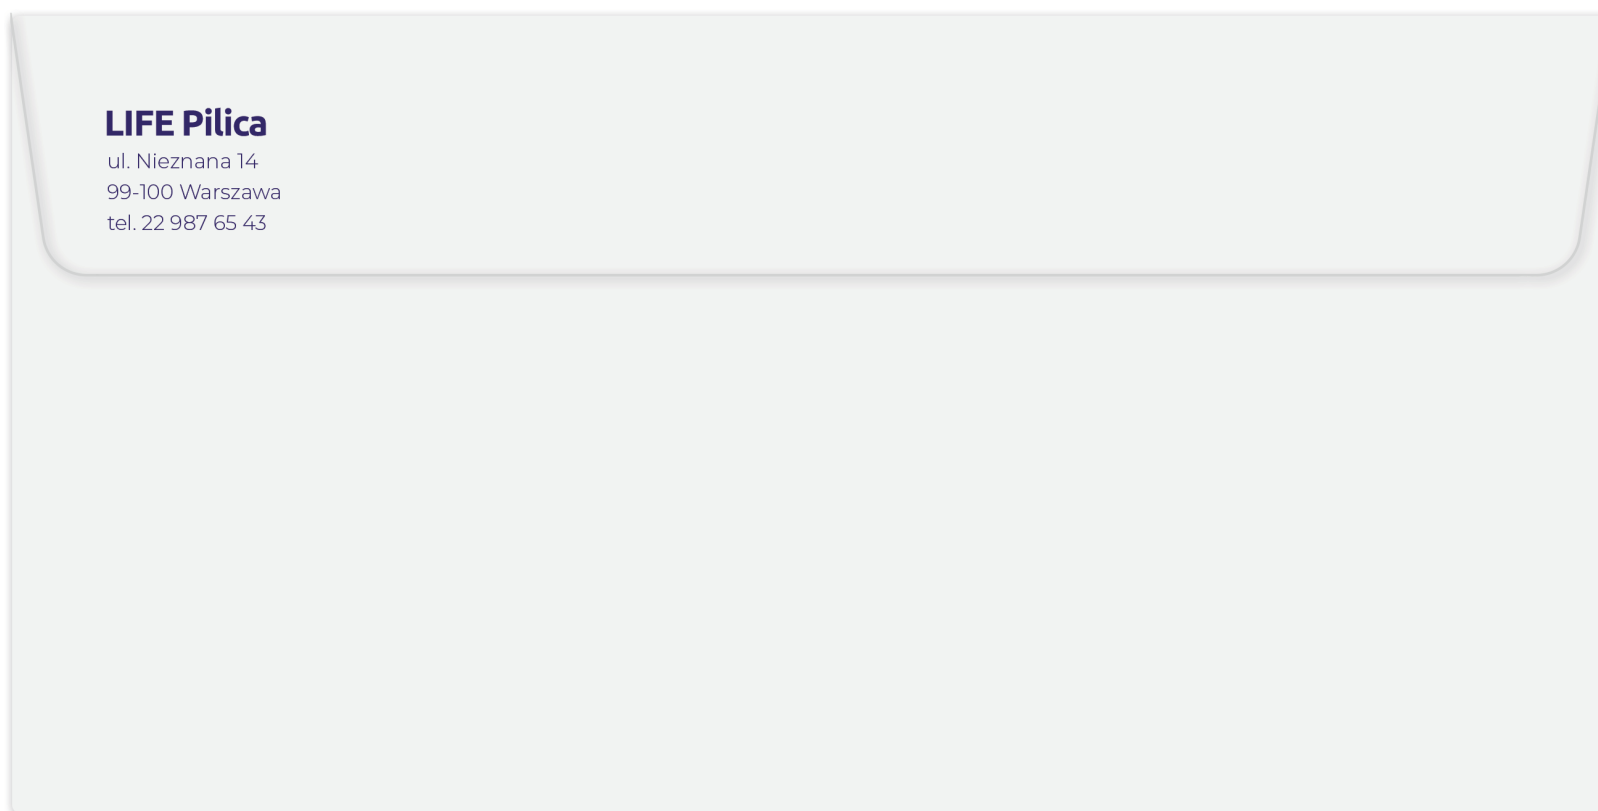 LIFE Pilica
ul. Nieznana 14
99-100 Warszawa
tel. 22 987 65 43